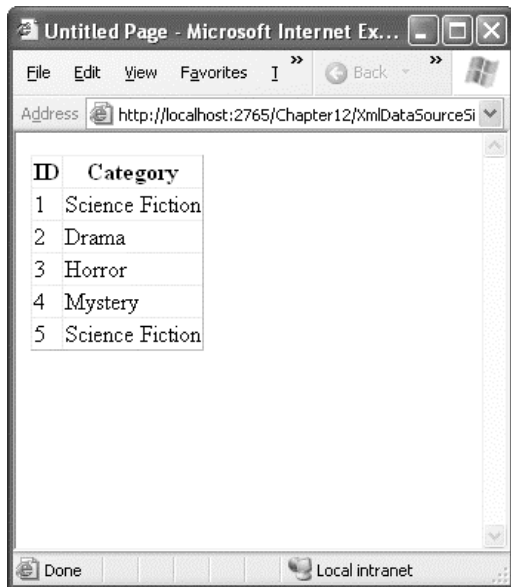 Untitled Page - Microsoft Internet Ex...
File Edit View Favorites T » Back »
Address http://localhost:2765/Chapter12/XmlDataSourceSi
ID Category
1 Science Fiction
2 Drama
3 Horror
4 Mystery
5 Science Fiction
Done Local intranet